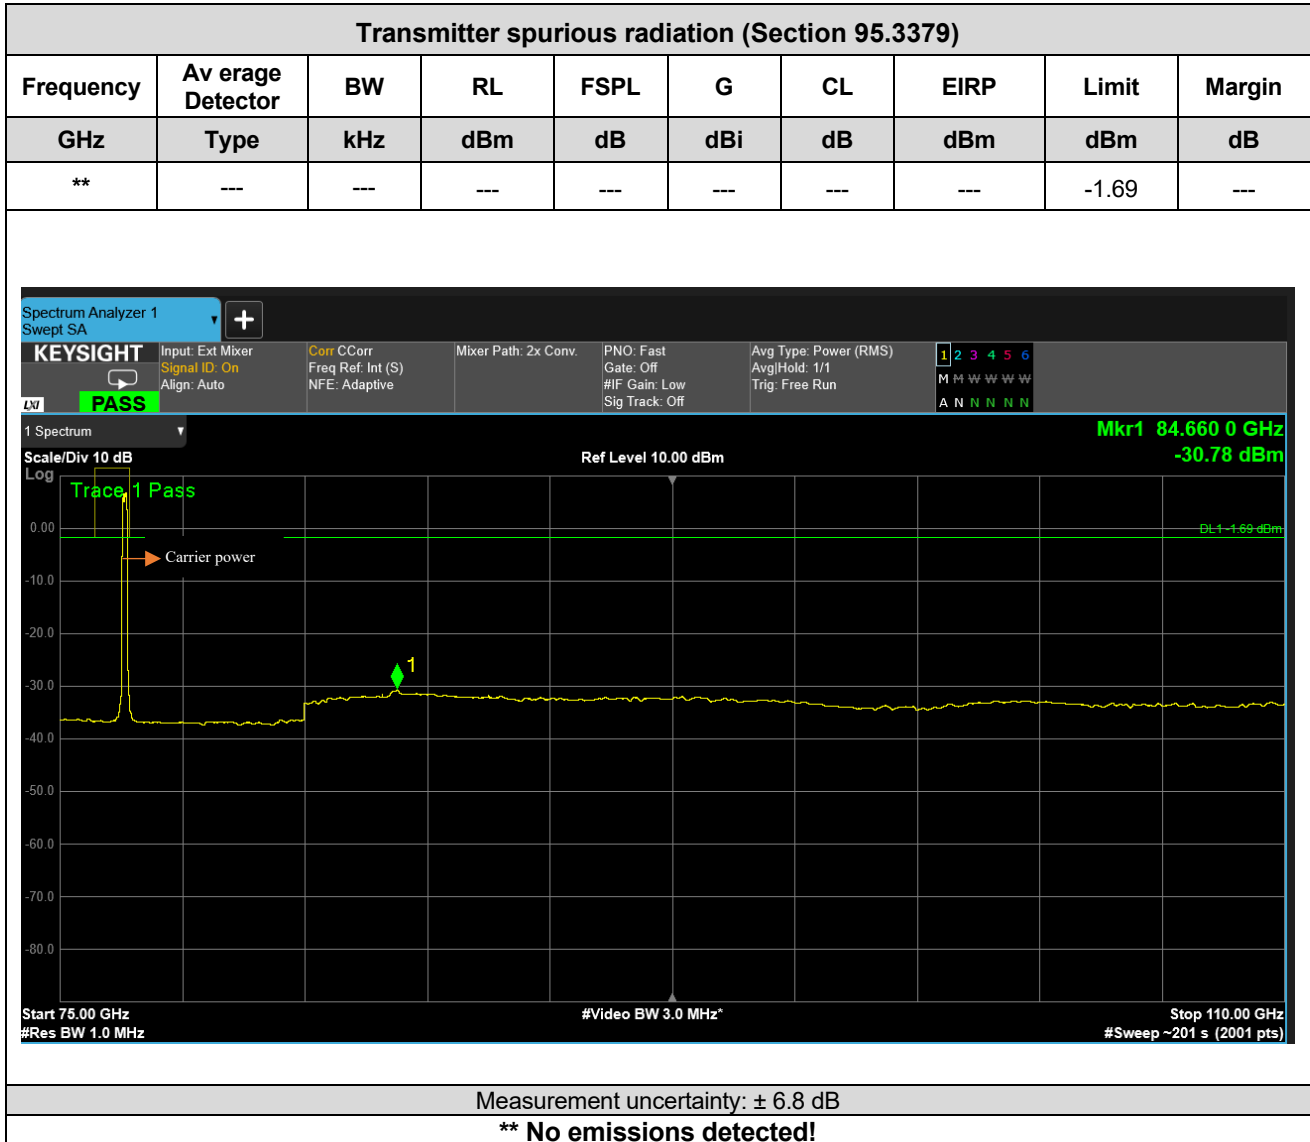 Transmitter spurious radiation (Section 95.3379)
Frequency Av erage Detector BW RL FSPL G CL EIRP Limit Margin
GHz Type kHz dBm dB dBi dB dBm dBm dB
** --- --- --- --- --- --- --- -1.69 ---
Spectrum Analyzer 1
Swept SA
+
KEYSIGHT Input: Ext Mixer Corr CCorr Mixer Path: 2x Conv. PNO: Fast Avg Type: Power (RMS) 1 2 3 4 5 6
Signal ID: On Freq Ref: Int (S) Gate: Off Avg|Hold: 1/1 M M W W W W
Align: Auto NFE: Adaptive #IF Gain: Low Trig: Free Run
LXI PASS Sig Track: Off A N N N N N
1 Spectrum Mkr1 84.660 0 GHz
Scale/Div 10 dB Ref Level 10.00 dBm -30.78 dBm
Log
Trace 1 Pass
0.00 DL1 -1.69 dBm
Carrier power
-10.0
-20.0
1
-30.0
-40.0
-50.0
-60.0
-70.0
-80.0
Start 75.00 GHz #Video BW 3.0 MHz* Stop 110.00 GHz
#Res BW 1.0 MHz #Sweep ~201 s (2001 pts)
Measurement uncertainty: ± 6.8 dB
** No emissions detected!